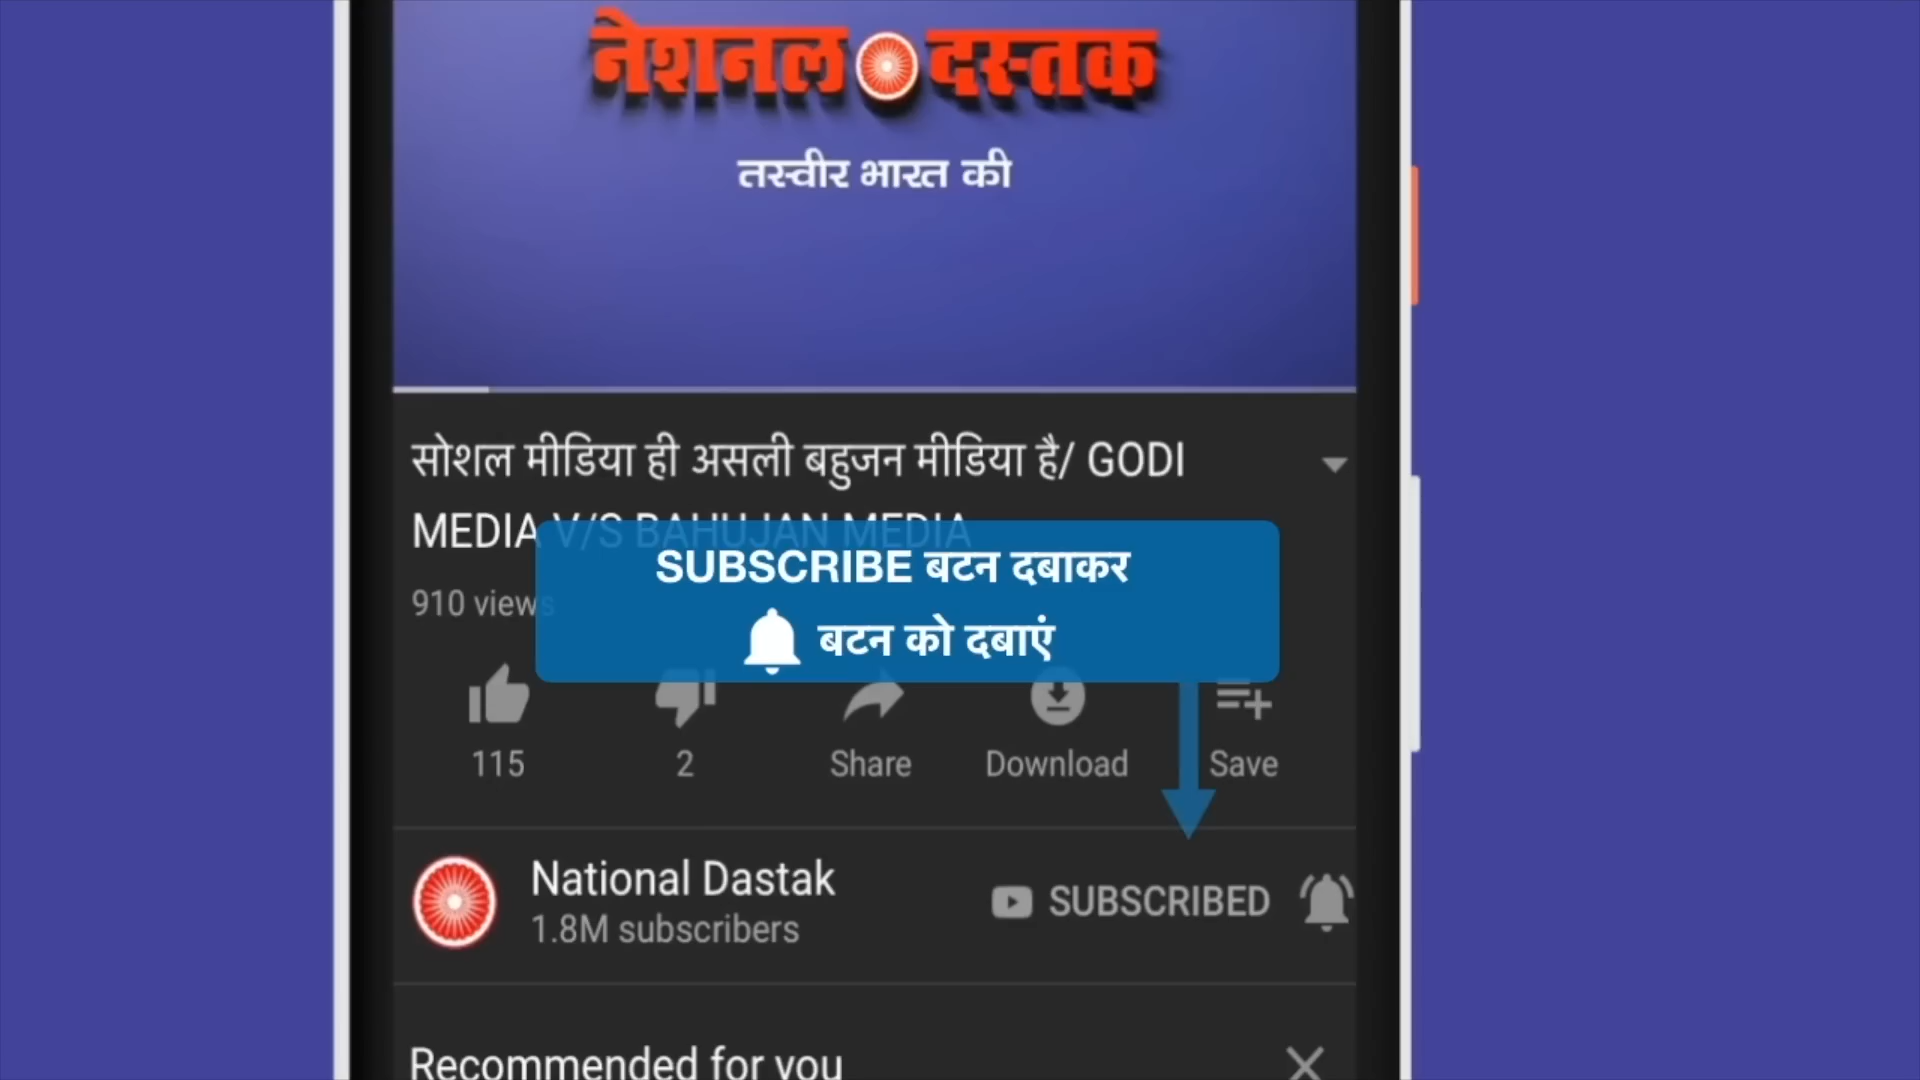 नेशनल दस्तक
तस्वीर भारत की
सोशल मीडिया ही असली बहुजन मीडिया है/ GODI
MEDIA V/S BAHUJAN MEDIA
910 views
SUBSCRIBE बटन दबाकर
बटन को दबाएं
115
2
Share
Download
Save
National Dastak
1.8M subscribers
SUBSCRIBED
Recommended for you